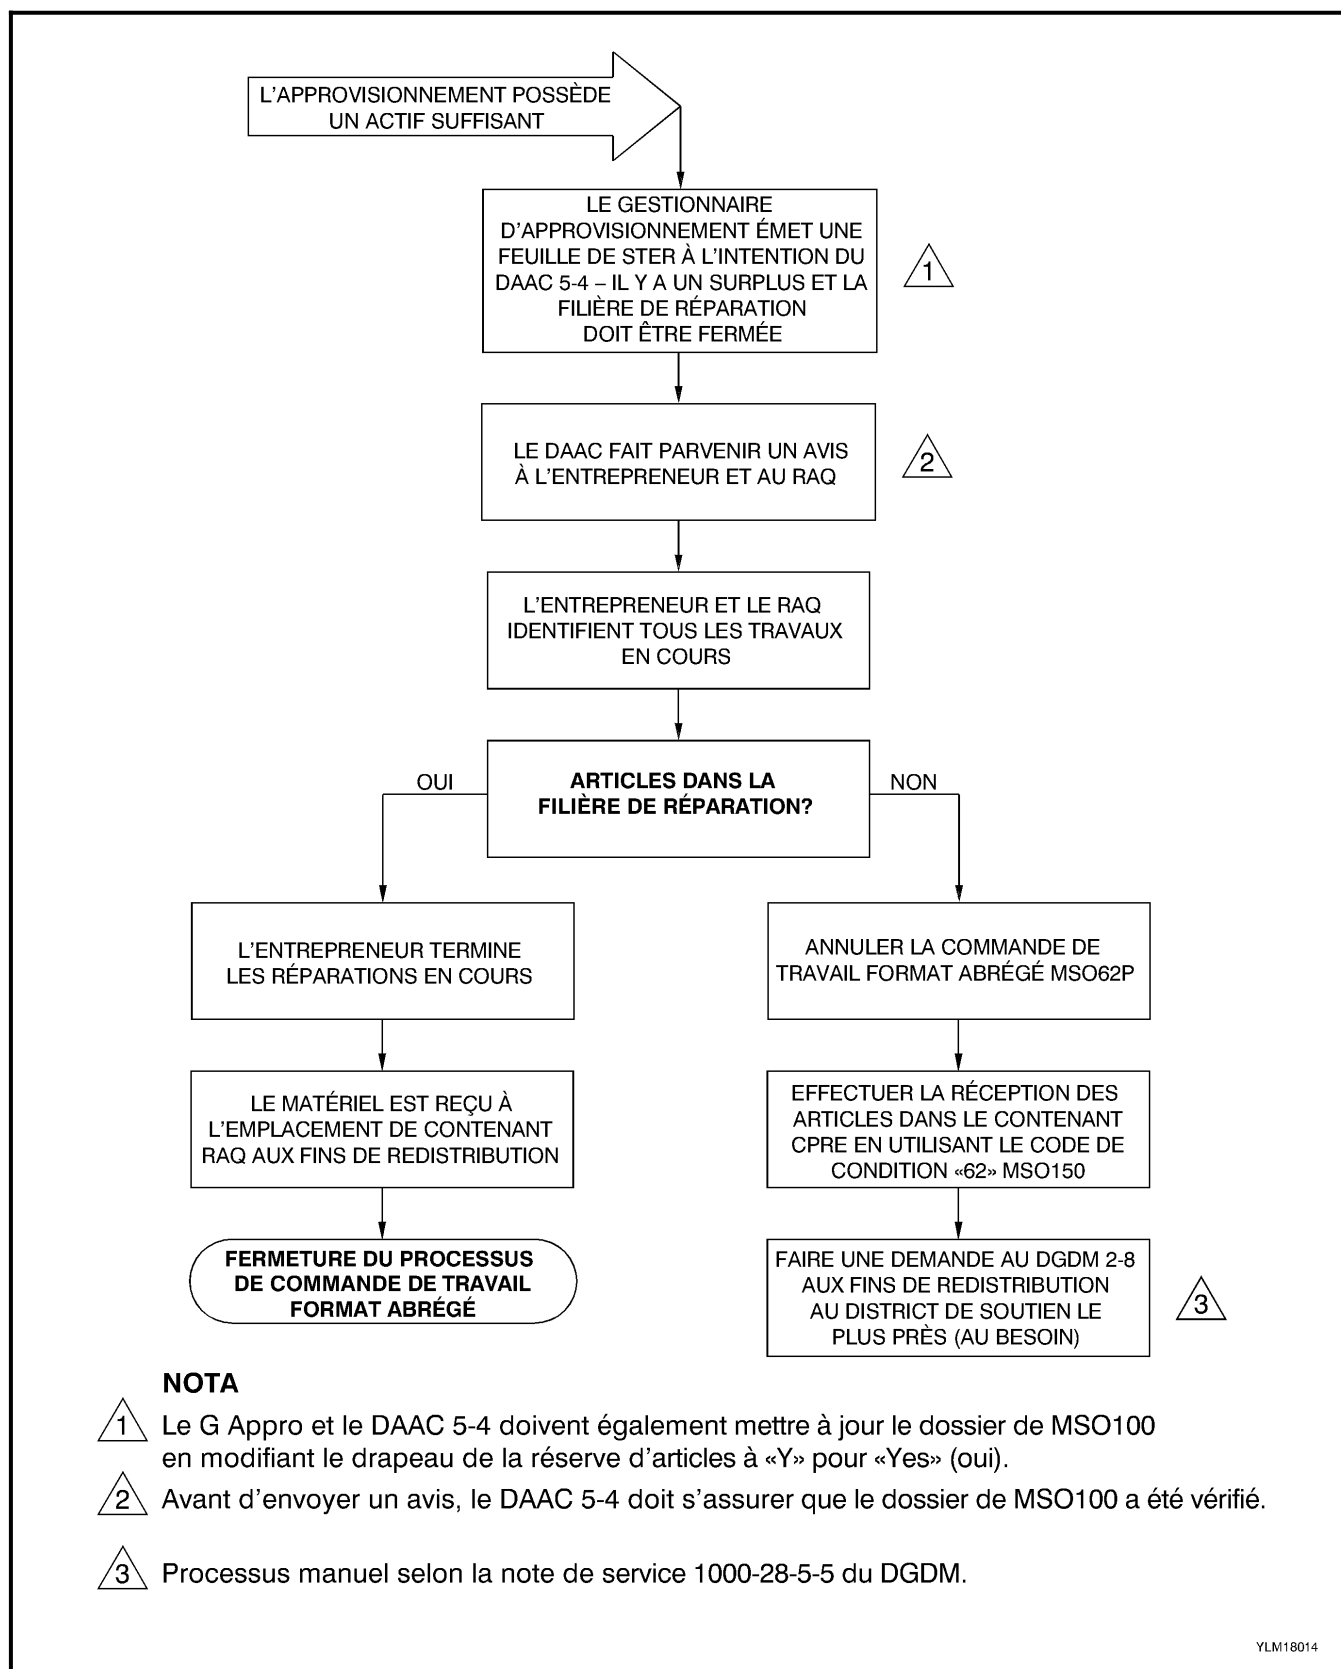 L'APPROVISIONNEMENT POSSÈDE
UN ACTIF SUFFISANT
LE GESTIONNAIRE
D'APPROVISIONNEMENT ÉMET UNE
FEUILLE DE STER À L'INTENTION DU
DAAC 5-4 – IL Y A UN SURPLUS ET LA
FILIÈRE DE RÉPARATION
DOIT ÊTRE FERMÉE
1
LE DAAC FAIT PARVENIR UN AVIS
À L'ENTREPRENEUR ET AU RAQ
2
L'ENTREPRENEUR ET LE RAQ
IDENTIFIENT TOUS LES TRAVAUX
EN COURS
OUI
ARTICLES DANS LA
FILIÈRE DE RÉPARATION?
NON
L'ENTREPRENEUR TERMINE
LES RÉPARATIONS EN COURS
ANNULER LA COMMANDE DE
TRAVAIL FORMAT ABRÉGÉ MSO62P
LE MATÉRIEL EST REÇU À
L'EMPLACEMENT DE CONTENANT
RAQ AUX FINS DE REDISTRIBUTION
EFFECTUER LA RÉCEPTION DES
ARTICLES DANS LE CONTENANT
CPRE EN UTILISANT LE CODE DE
CONDITION «62» MSO150
FERMETURE DU PROCESSUS
DE COMMANDE DE TRAVAIL
FORMAT ABRÉGÉ
FAIRE UNE DEMANDE AU DGDM 2-8
AUX FINS DE REDISTRIBUTION
AU DISTRICT DE SOUTIEN LE
PLUS PRÈS (AU BESOIN)
3
NOTA
1 Le G Appro et le DAAC 5-4 doivent également mettre à jour le dossier de MSO100
en modifiant le drapeau de la réserve d'articles à «Y» pour «Yes» (oui).
2 Avant d'envoyer un avis, le DAAC 5-4 doit s'assurer que le dossier de MSO100 a été vérifié.
3 Processus manuel selon la note de service 1000-28-5-5 du DGDM.
YLM18014